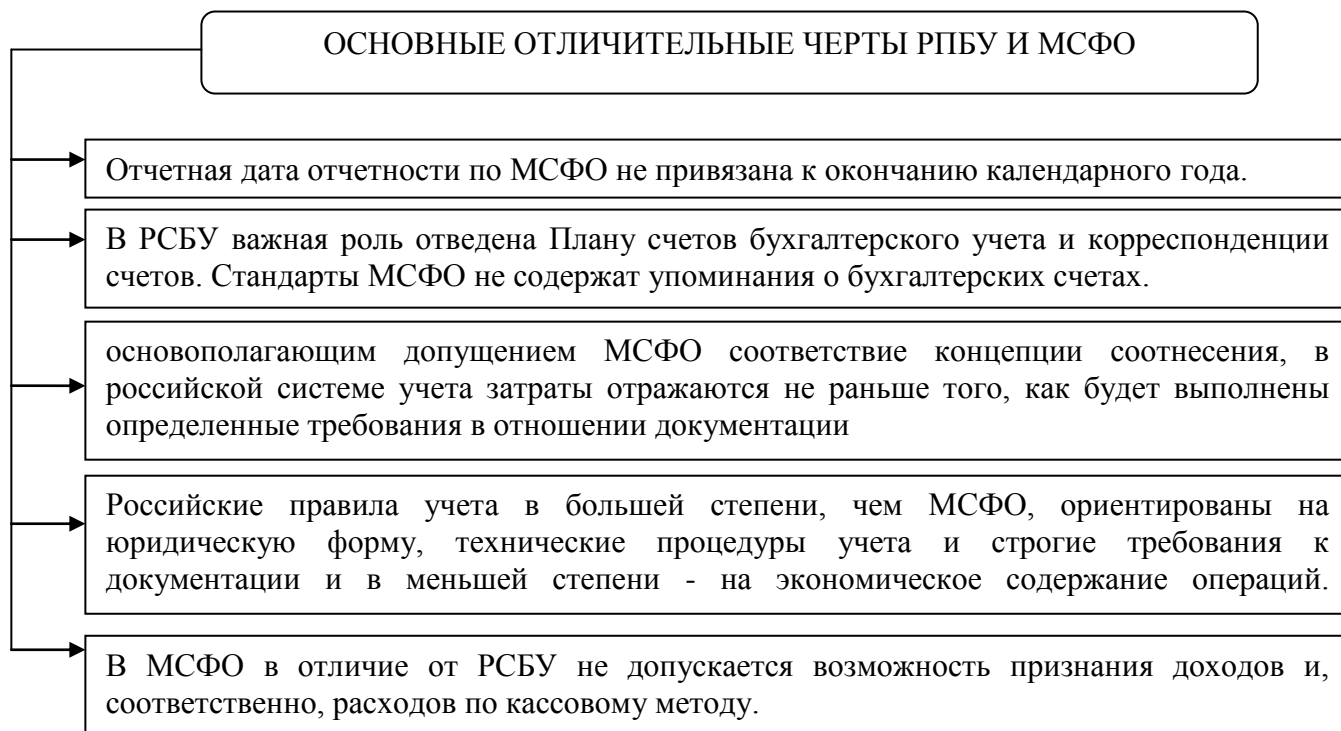 ОСНОВНЫЕ ОТЛИЧИТЕЛЬНЫЕ ЧЕРТЫ РПБУ И МСФО
Отчетная дата отчетности по МСФО не привязана к окончанию календарного года.
В РСБУ важная роль отведена Плану счетов бухгалтерского учета и корреспонденции
счетов. Стандарты МСФО не содержат упоминания о бухгалтерских счетах.
основополагающим допущением МСФО соответствие концепции соотнесения, в
российской системе учета затраты отражаются не раньше того, как будет выполнены
определенные требования в отношении документации
Российские правила учета в большей степени, чем МСФО, ориентированы на
юридическую форму, технические процедуры учета и строгие требования к
документации и в меньшей степени - на экономическое содержание операций.
В МСФО в отличие от РСБУ не допускается возможность признания доходов и,
соответственно, расходов по кассовому методу.